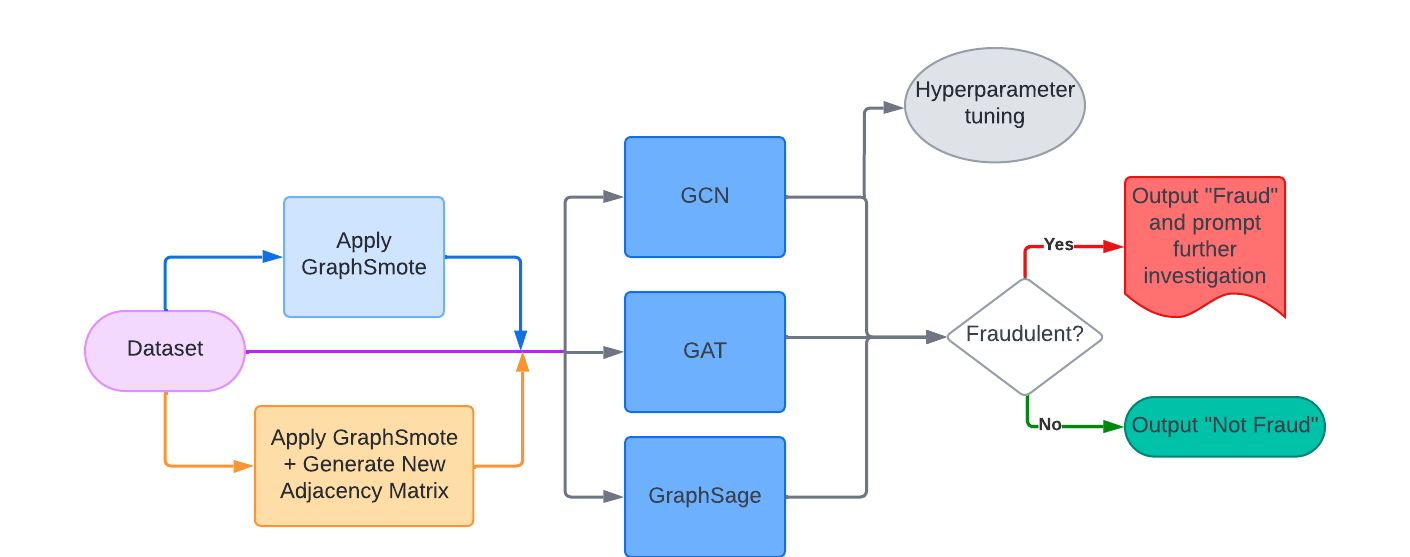 Hyperparameter
tuning
GCN
Output "Fraud"
and prompt
further
investigation
Apply
GraphSmote
Yes
Dataset
GAT
Fraudulent?
No
Output "Not Fraud"
Apply GraphSmote
+ Generate New
Adjacency Matrix
GraphSage